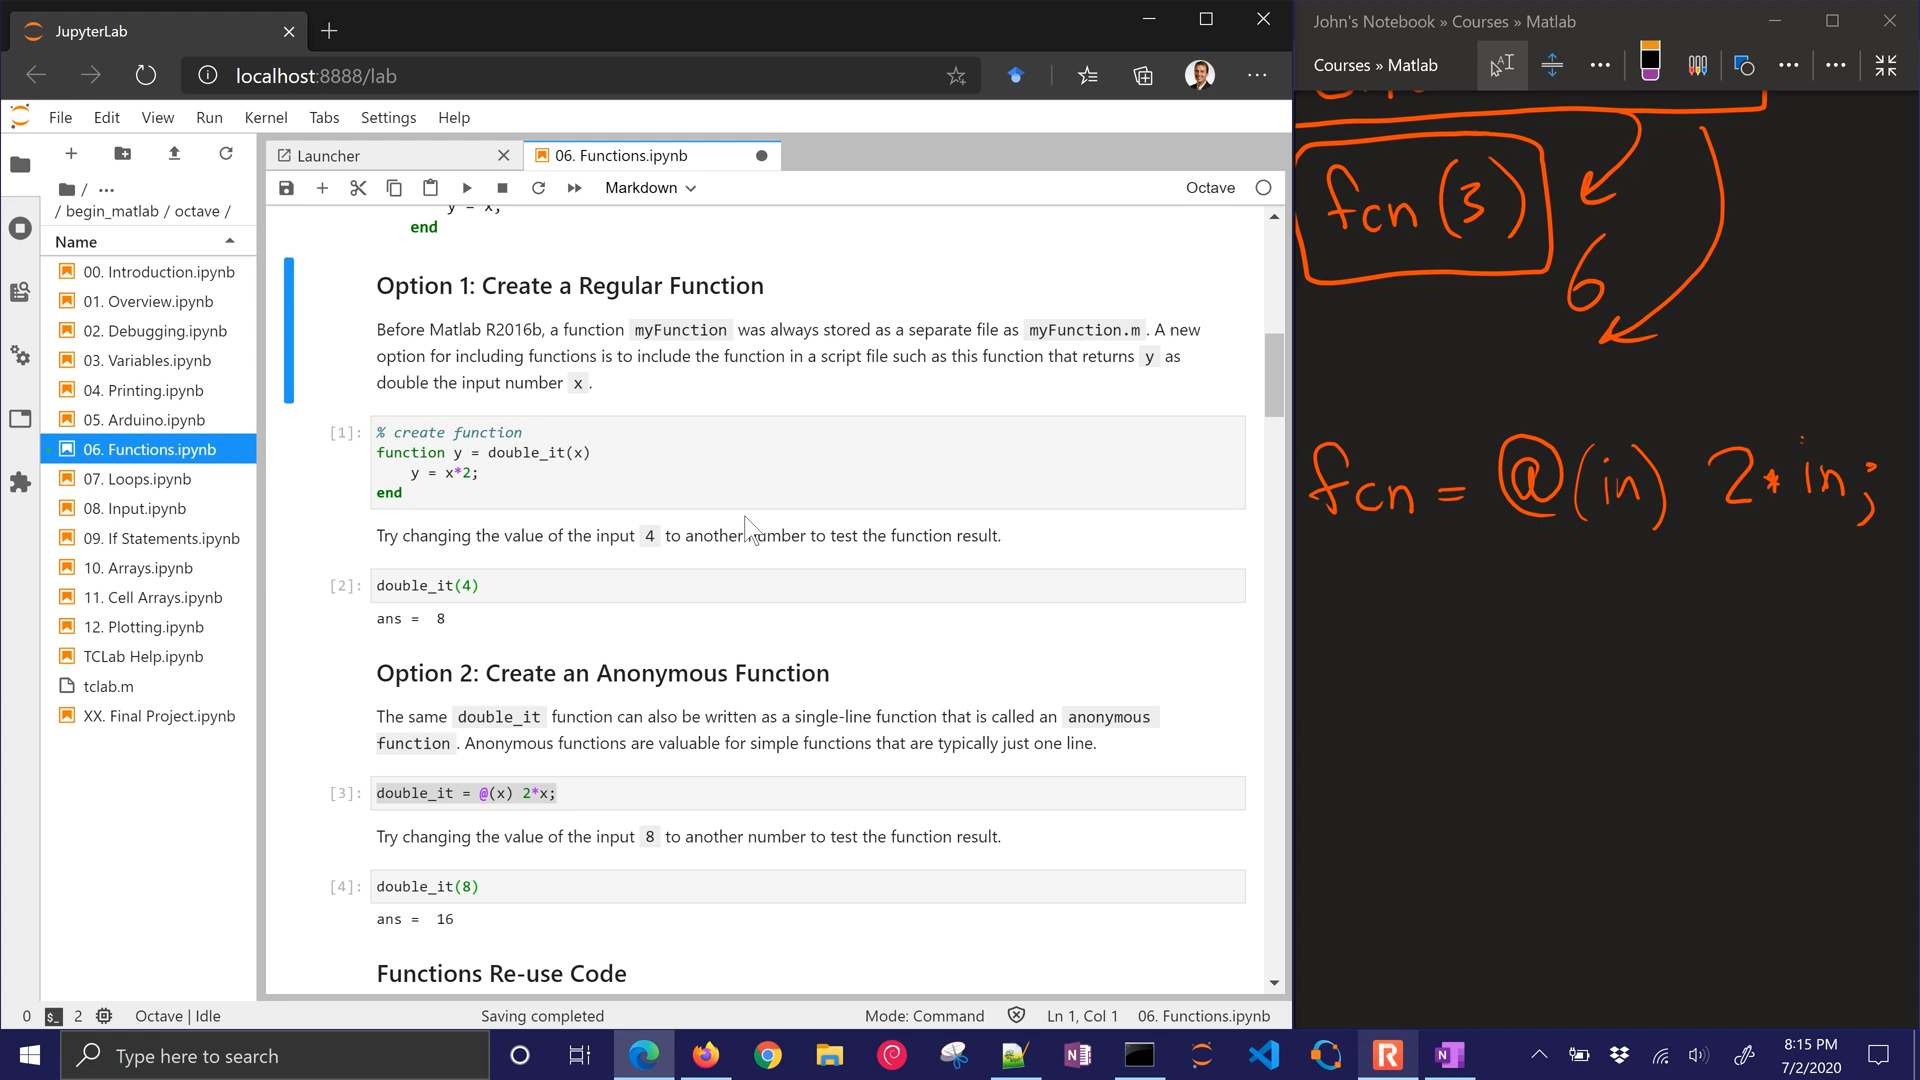 JupyterLab
localhost:8888/lab
File Edit View Run Kernel Tabs Settings Help
/ ...
/ begin_matlab / octave /
Name
00. Introduction.ipynb
01. Overview.ipynb
02. Debugging.ipynb
03. Variables.ipynb
04. Printing.ipynb
05. Arduino.ipynb
06. Functions.ipynb
07. Loops.ipynb
08. Input.ipynb
09. If Statements.ipynb
10. Arrays.ipynb
11. Cell Arrays.ipynb
12. Plotting.ipynb
TCLab Help.ipynb
tclab.m
XX. Final Project.ipynb
Launcher
06. Functions.ipynb
Markdown
Octave
y = x;
end
Option 1: Create a Regular Function
Before Matlab R2016b, a function myFunction was always stored as a separate file as myFunction.m . A new
option for including functions is to include the function in a script file such as this function that returns y as
double the input number x .
[1]: % create function
function y = double_it(x)
y = x*2;
end
Try changing the value of the input 4 to another number to test the function result.
[2]: double_it(4)
ans = 8
Option 2: Create an Anonymous Function
The same double_it function can also be written as a single-line function that is called an anonymous
function . Anonymous functions are valuable for simple functions that are typically just one line.
[3]: double_it = @(x) 2*x;
Try changing the value of the input 8 to another number to test the function result.
[4]: double_it(8)
ans = 16
Functions Re-use Code
0 2 Octave | Idle Saving completed Mode: Command Ln 1, Col 1 06. Functions.ipynb
John's Notebook » Courses » Matlab
Courses » Matlab
fcn (3)
6
fcn = @(in) 2*in;
Type here to search
8:15 PM
7/2/2020